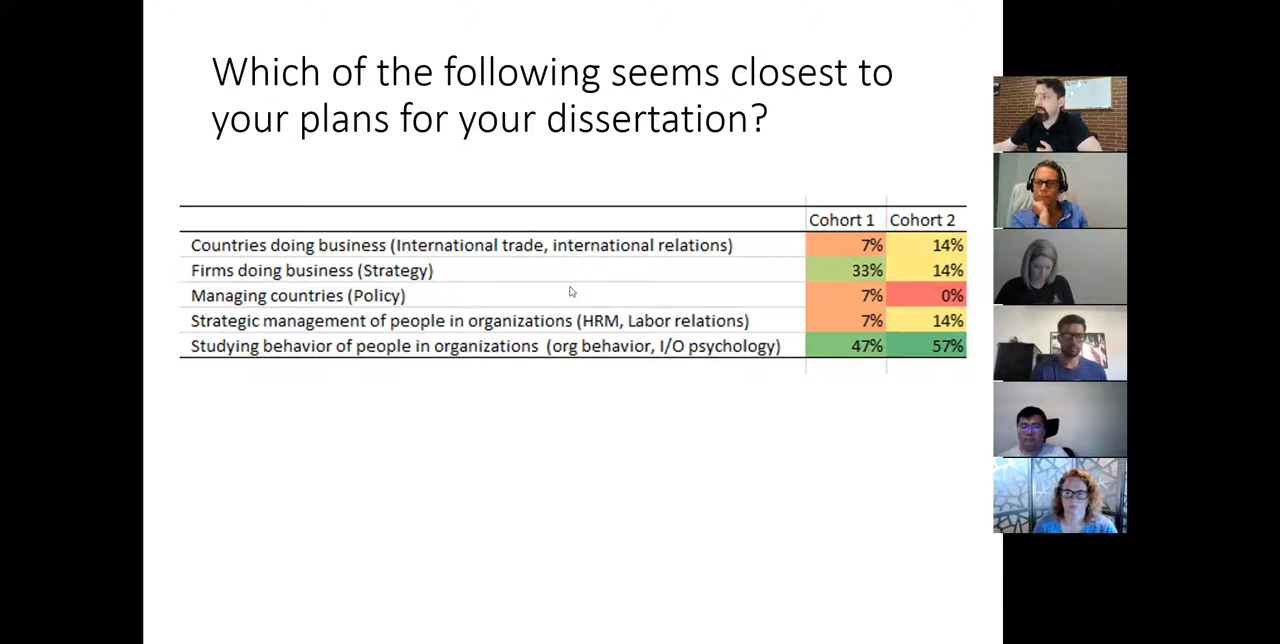 Which of the following seems closest to
your plans for your dissertation?
Cohort 1 Cohort 2
Countries doing business (International trade, international relations) 7% 14%
Firms doing business (Strategy) 33% 14%
Managing countries (Policy) 7% 0%
Strategic management of people in organizations (HRM, Labor relations) 7% 14%
Studying behavior of people in organizations (org behavior, I/O psychology) 47% 57%